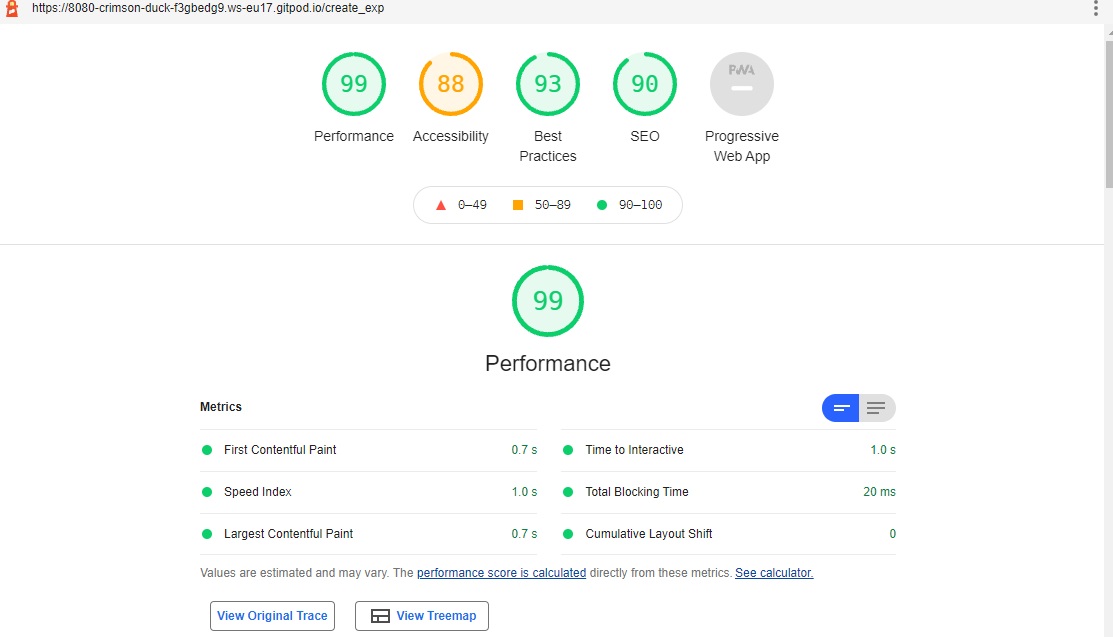 https://8080-crimson-duck-f3gbedg9.ws-eu17.gitpod.io/create_exp
99 88 93 90 PWA
Performance Accessibility Best Practices SEO Progressive Web App
0–49 50–89 90–100
99
Performance
Metrics
First Contentful Paint 0.7 s
Time to Interactive 1.0 s
Speed Index 1.0 s
Total Blocking Time 20 ms
Largest Contentful Paint 0.7 s
Cumulative Layout Shift 0
Values are estimated and may vary. The performance score is calculated directly from these metrics. See calculator.
View Original Trace View Treemap